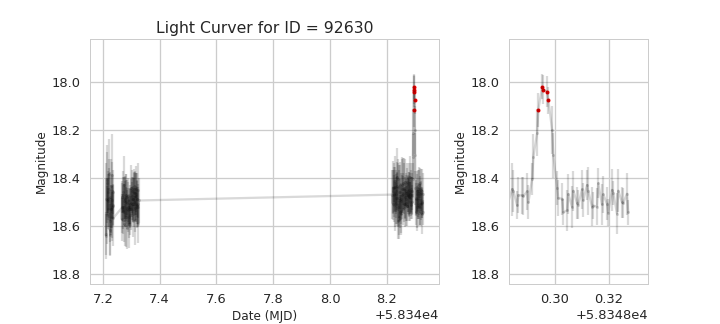 Light Curver for ID = 92630
Magnitude
18.0
18.2
18.4
18.6
18.8
7.2 7.4 7.6 7.8 8.0 8.2
Date (MJD)
+5.834e4
Magnitude
18.0
18.2
18.4
18.6
18.8
0.30 0.32
+5.8348e4